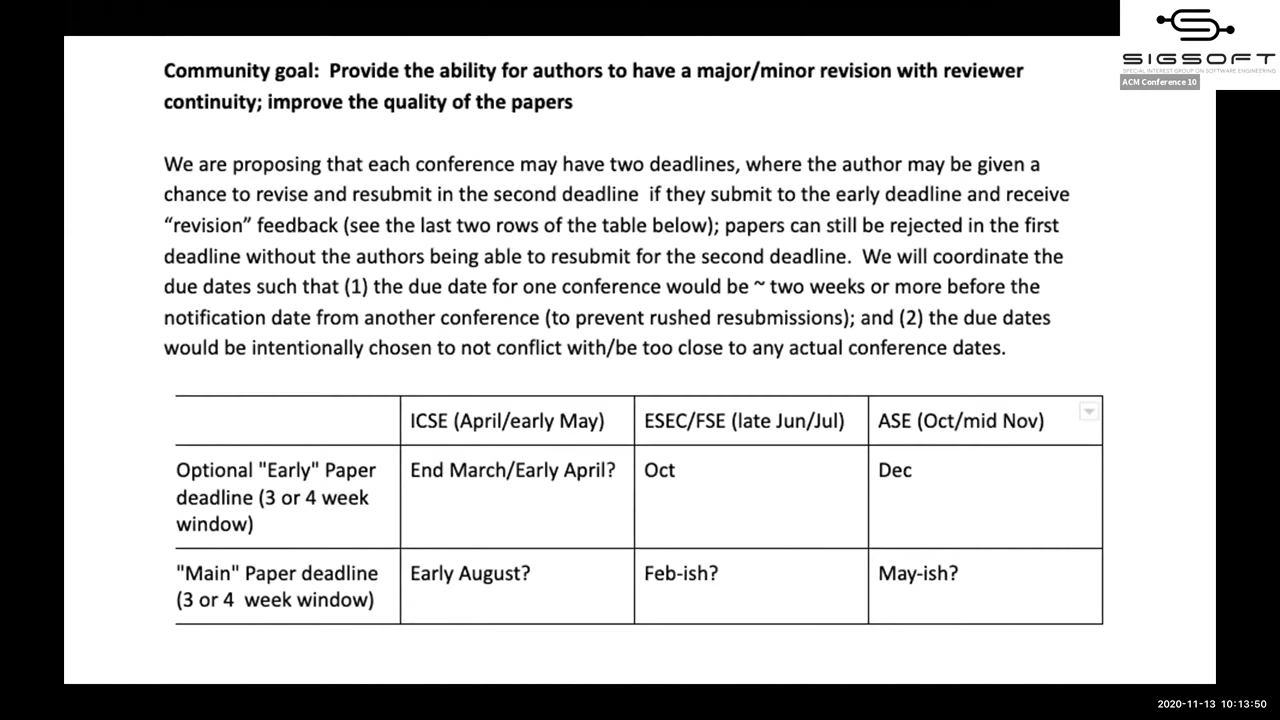 SIGSOFT
SPECIAL INTEREST GROUP ON SOFTWARE ENGINEERING
ACM Conference 10
Community goal:  Provide the ability for authors to have a major/minor revision with reviewer
continuity; improve the quality of the papers
We are proposing that each conference may have two deadlines, where the author may be given a
chance to revise and resubmit in the second deadline  if they submit to the early deadline and receive
“revision” feedback (see the last two rows of the table below); papers can still be rejected in the first
deadline without the authors being able to resubmit for the second deadline.  We will coordinate the
due dates such that (1) the due date for one conference would be ~ two weeks or more before the
notification date from another conference (to prevent rushed resubmissions); and (2) the due dates
would be intentionally chosen to not conflict with/be too close to any actual conference dates.
ICSE (April/early May) ESEC/FSE (late Jun/Jul) ASE (Oct/mid Nov)
Optional "Early" Paper End March/Early April? Oct Dec
deadline (3 or 4 week
window)
"Main" Paper deadline Early August? Feb-ish? May-ish?
(3 or 4  week window)
2020-11-13 10:13:50